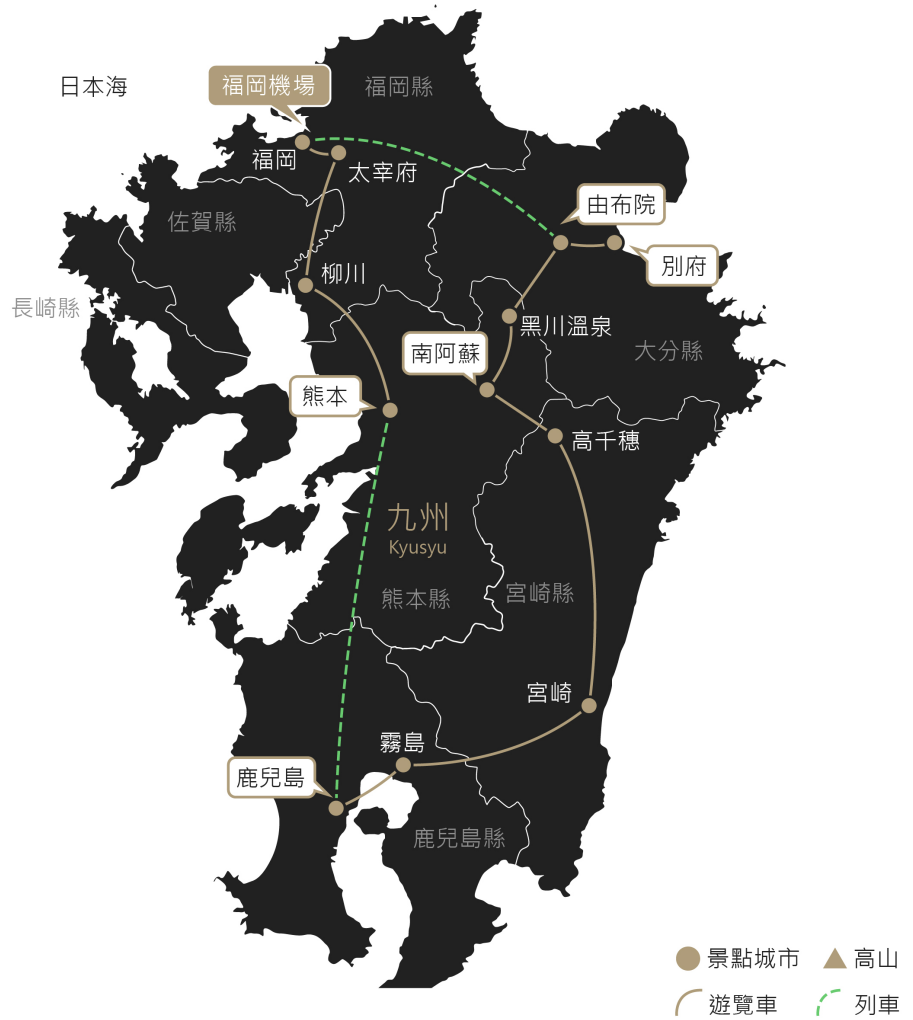 日本海
福岡機場
福岡縣
福岡
太宰府
佐賀縣
由布院
別府
柳川
長崎縣
黑川溫泉
南阿蘇
大分縣
熊本
高千穗
九州
Kyusyu
熊本縣
宮崎縣
宮崎
霧島
鹿兒島
鹿兒島縣
景點城市
高山
遊覽車
列車